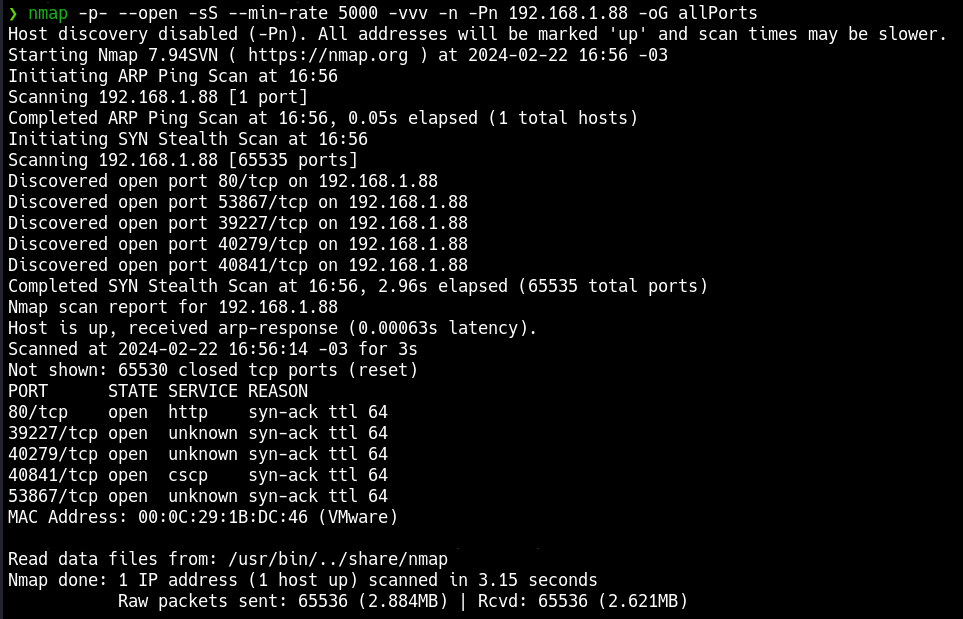 ❯ nmap -p- --open -sS --min-rate 5000 -vvv -n -Pn 192.168.1.88 -oG allPorts
Host discovery disabled (-Pn). All addresses will be marked 'up' and scan times may be slower.
Starting Nmap 7.94SVN ( https://nmap.org ) at 2024-02-22 16:56 -03
Initiating ARP Ping Scan at 16:56
Scanning 192.168.1.88 [1 port]
Completed ARP Ping Scan at 16:56, 0.05s elapsed (1 total hosts)
Initiating SYN Stealth Scan at 16:56
Scanning 192.168.1.88 [65535 ports]
Discovered open port 80/tcp on 192.168.1.88
Discovered open port 53867/tcp on 192.168.1.88
Discovered open port 39227/tcp on 192.168.1.88
Discovered open port 40279/tcp on 192.168.1.88
Discovered open port 40841/tcp on 192.168.1.88
Completed SYN Stealth Scan at 16:56, 2.96s elapsed (65535 total ports)
Nmap scan report for 192.168.1.88
Host is up, received arp-response (0.00063s latency).
Scanned at 2024-02-22 16:56:14 -03 for 3s
Not shown: 65530 closed tcp ports (reset)
PORT      STATE SERVICE REASON
80/tcp    open  http    syn-ack ttl 64
39227/tcp open  unknown syn-ack ttl 64
40279/tcp open  unknown syn-ack ttl 64
40841/tcp open  cscp    syn-ack ttl 64
53867/tcp open  unknown syn-ack ttl 64
MAC Address: 00:0C:29:1B:DC:46 (VMware)
Read data files from: /usr/bin/../share/nmap
Nmap done: 1 IP address (1 host up) scanned in 3.15 seconds
           Raw packets sent: 65536 (2.884MB) | Rcvd: 65536 (2.621MB)